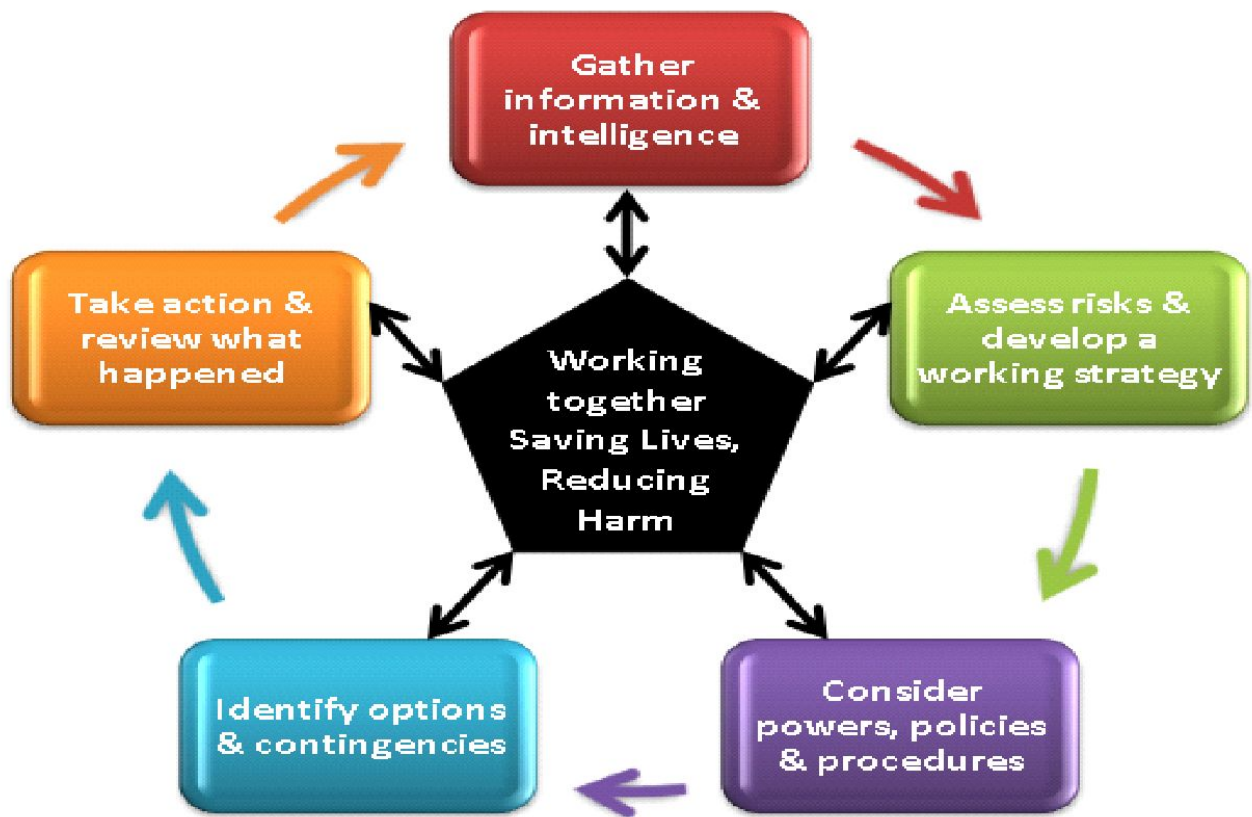 Gather
information &
intelligence
Take action &
review what
happened
Assess risks &
develop a
working strategy
Working
together
Saving Lives,
Reducing
Harm
Identify options
& contingencies
Consider
powers, policies
& procedures